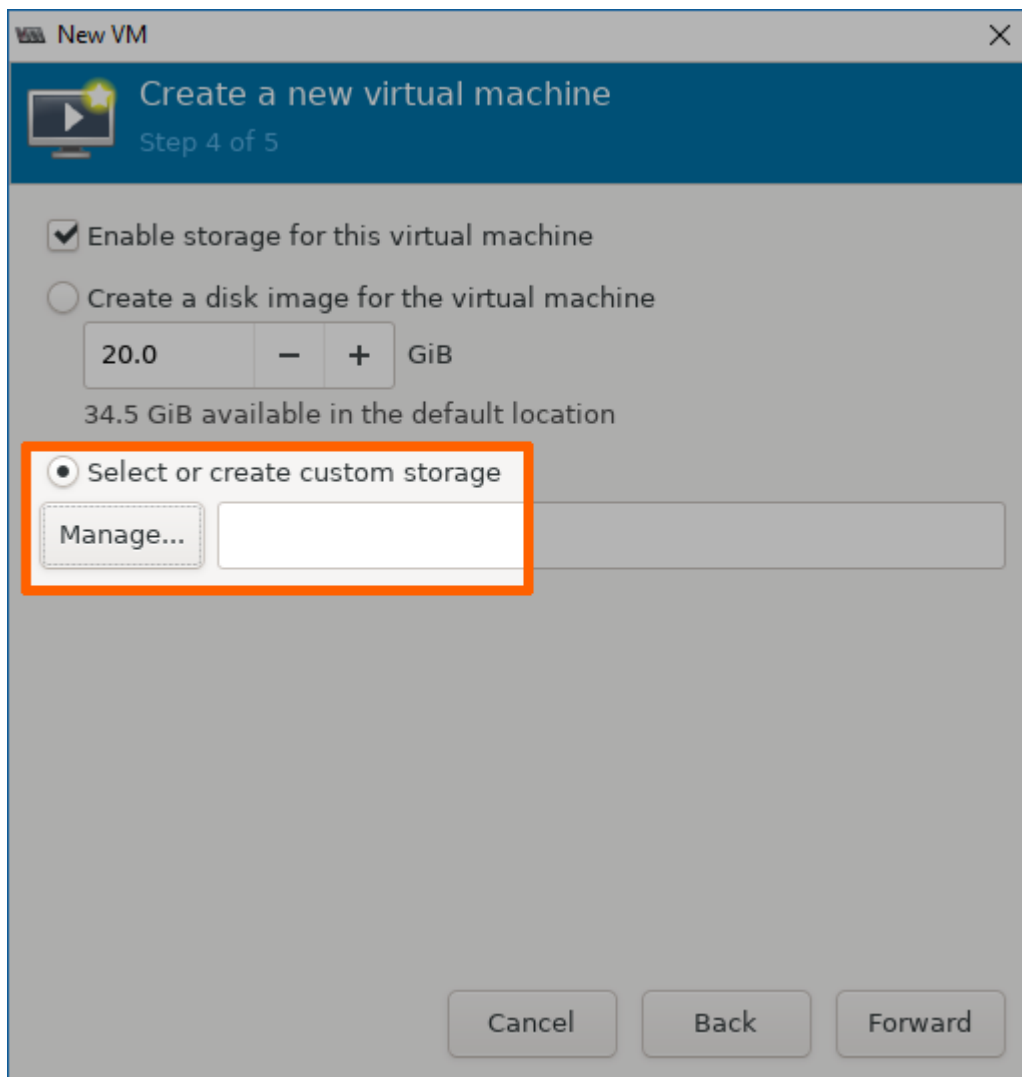 New VM
Create a new virtual machine
Step 4 of 5
Enable storage for this virtual machine
Create a disk image for the virtual machine
20.0 − + GiB
34.5 GiB available in the default location
Select or create custom storage
Manage...
Cancel Back Forward